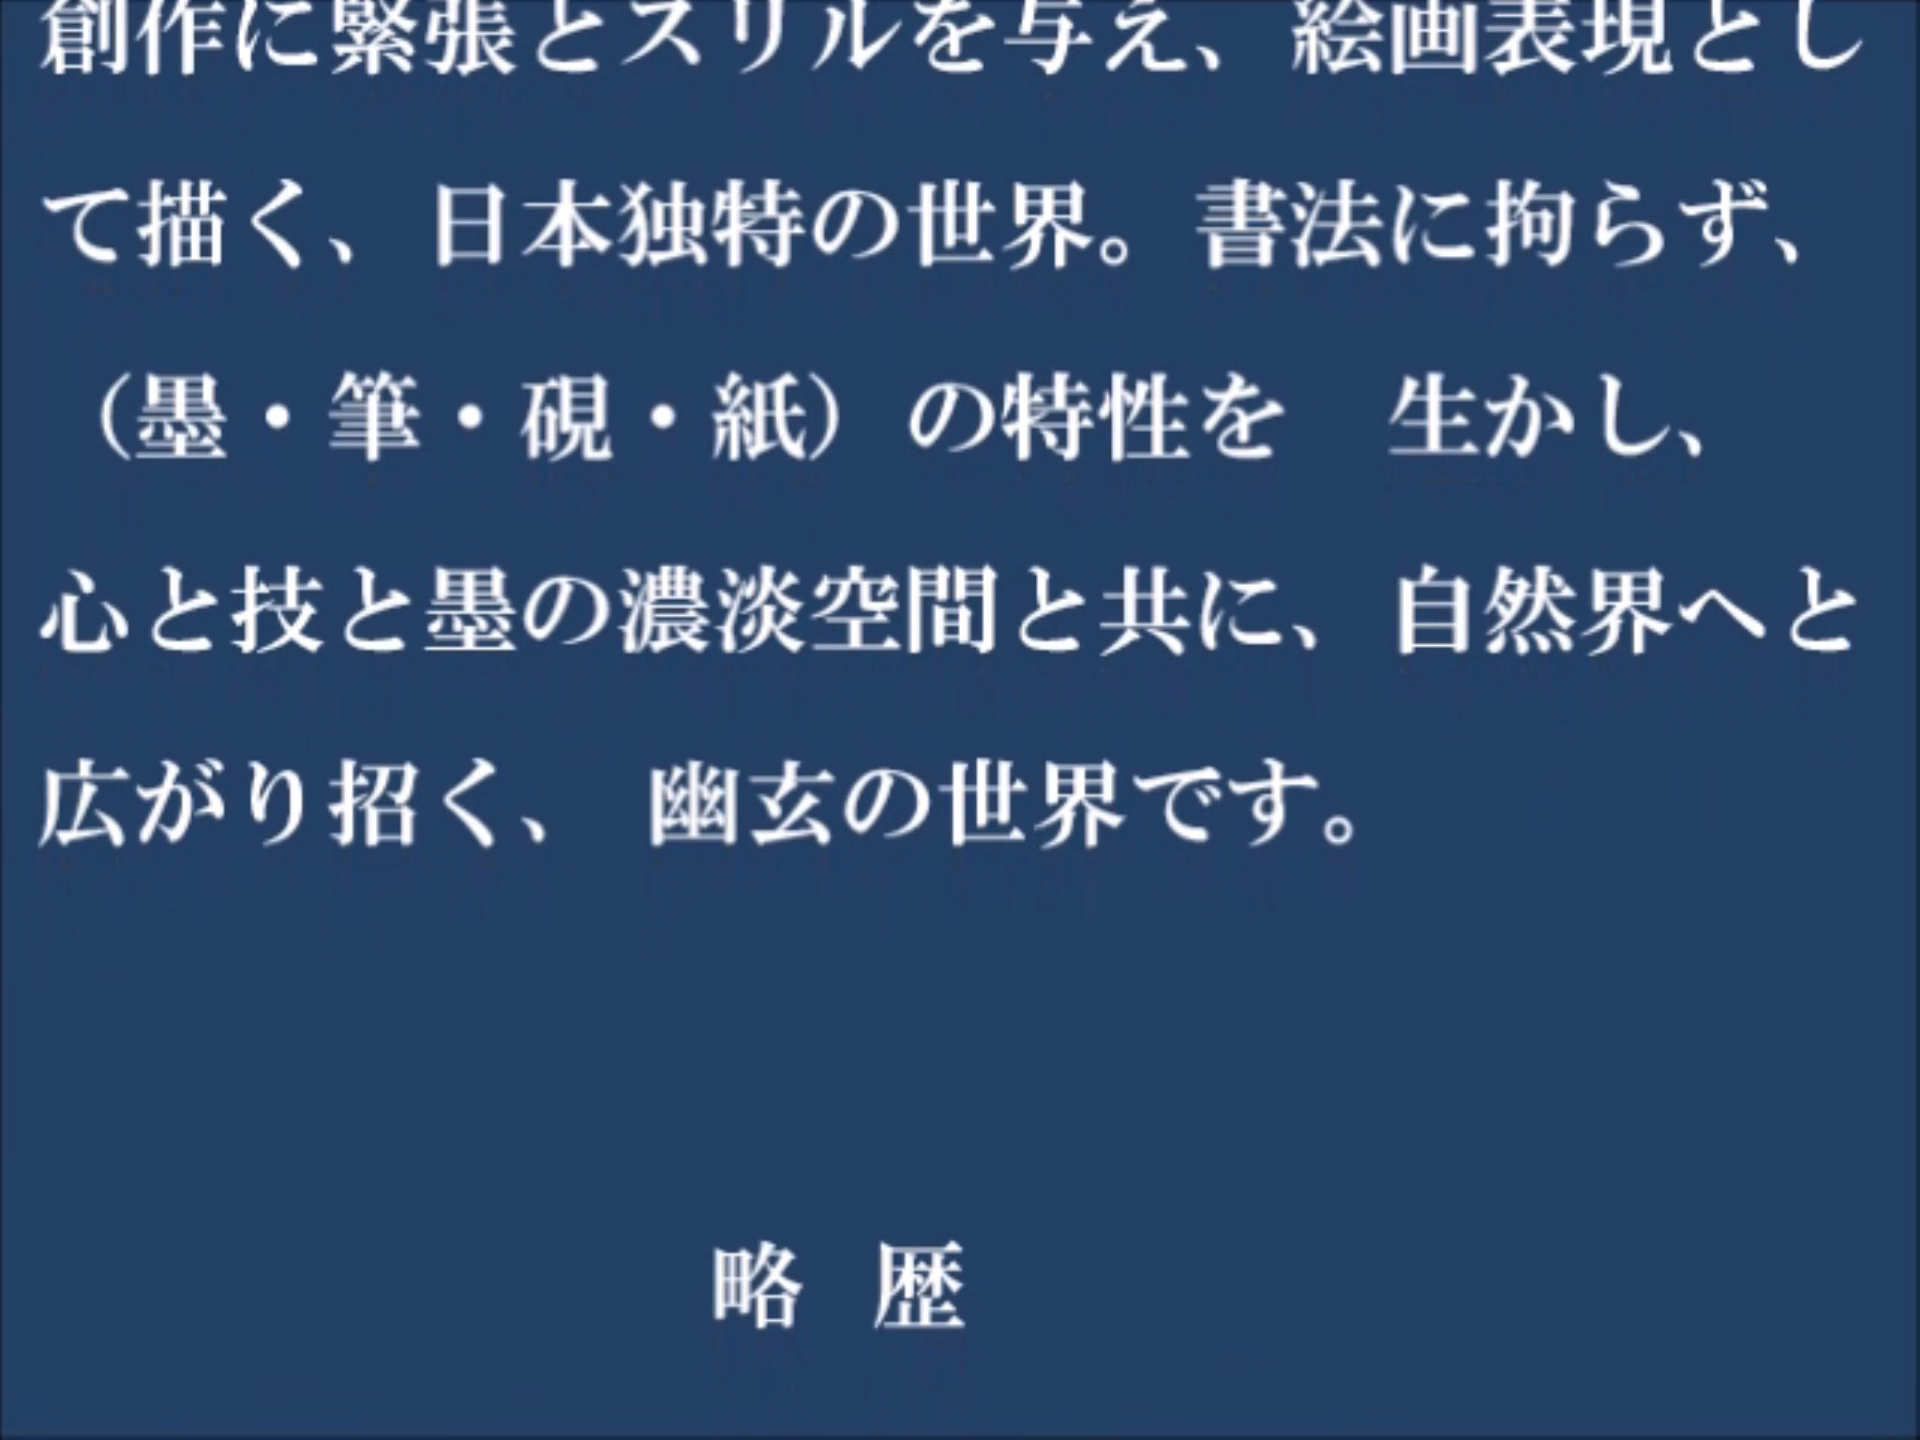 創作に緊張とスリルを与え、絵画表現とし
て描く、日本独特の世界。書法に拘らず、
（墨・筆・硯・紙）の特性を　生かし、
心と技と墨の濃淡空間と共に、自然界へと
広がり招く、　幽玄の世界です。
略 歴